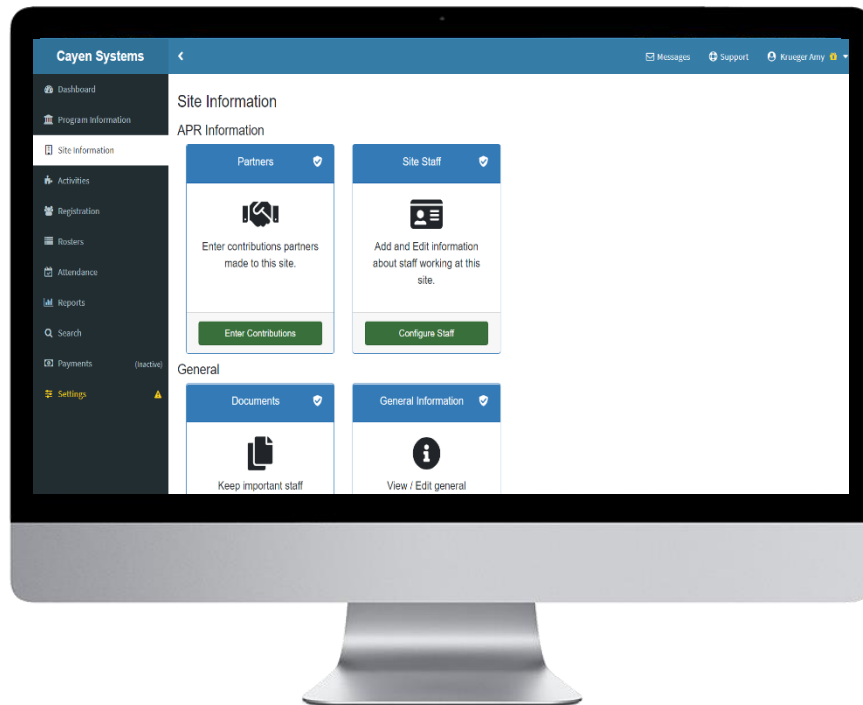 Cayen Systems
Messages
Support
Krueger Amy
Dashboard
Program Information
Site Information
Activities
Registration
Rosters
Attendance
Reports
Search
Payments (Inactive)
Settings
Site Information
APR Information
Partners
Enter contributions partners
made to this site.
Enter Contributions
Site Staff
Add and Edit information
about staff working at this
site.
Configure Staff
General
Documents
Keep important staff
General Information
View / Edit general